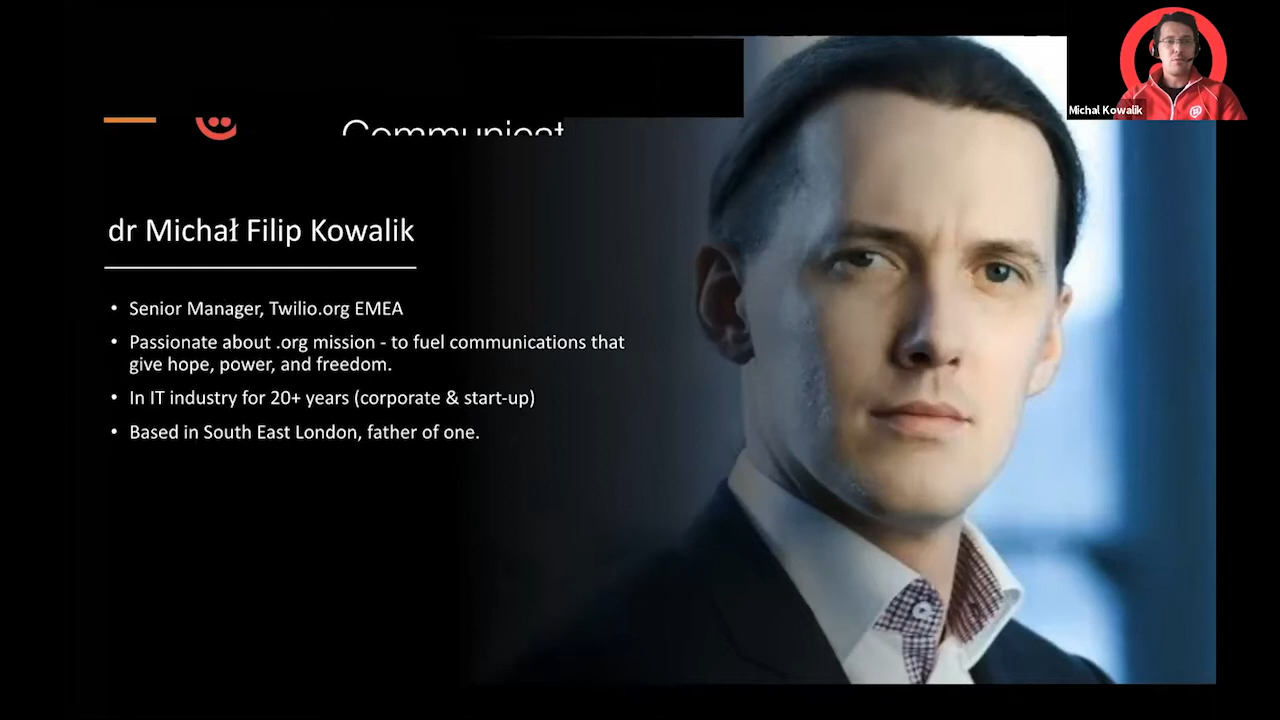 Communicat
dr Michał Filip Kowalik
• Senior Manager, Twilio.org EMEA
• Passionate about .org mission - to fuel communications that
give hope, power, and freedom.
• In IT industry for 20+ years (corporate & start-up)
• Based in South East London, father of one.
Michal Kowalik